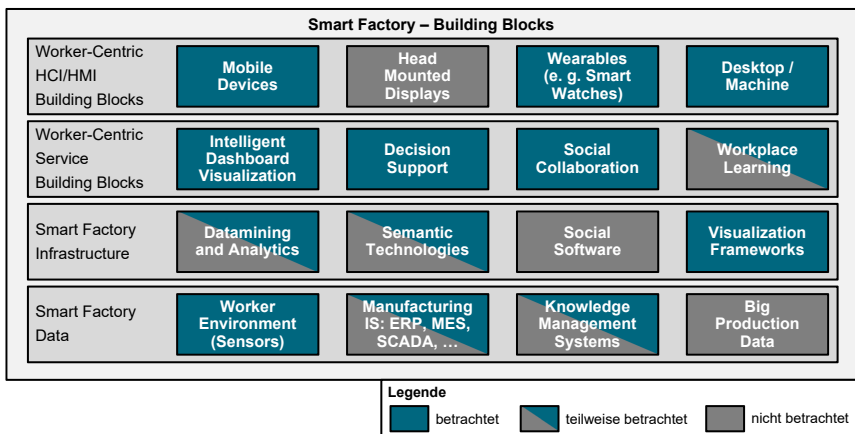 Smart Factory – Building Blocks
Worker-Centric
HCI/HMI
Building Blocks
Mobile
Devices
Head
Mounted
Displays
Wearables
(e. g. Smart
Watches)
Desktop /
Machine
Worker-Centric
Service
Building Blocks
Intelligent
Dashboard
Visualization
Decision
Support
Social
Collaboration
Workplace
Learning
Smart Factory
Infrastructure
Datamining
and Analytics
Semantic
Technologies
Social
Software
Visualization
Frameworks
Smart Factory
Data
Worker
Environment
(Sensors)
Manufacturing
IS: ERP, MES,
SCADA, …
Knowledge
Management
Systems
Big
Production
Data
Legende
betrachtet
teilweise betrachtet
nicht betrachtet